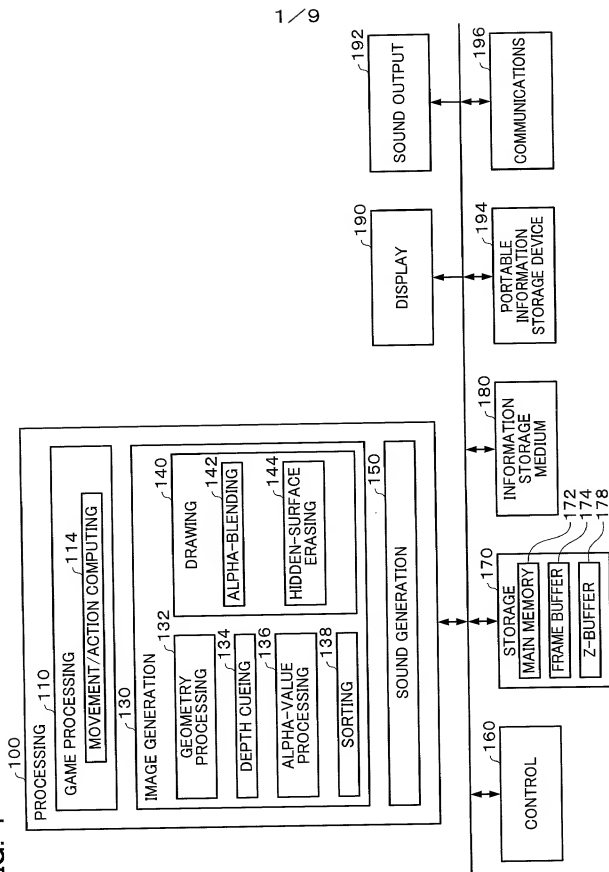 1/9
FIG. 1
100
PROCESSING
110
GAME PROCESSING
114
MOVEMENT/ACTION COMPUTING
130
IMAGE GENERATION
132
GEOMETRY
PROCESSING
134
DEPTH CUEING
136
ALPHA-VALUE
PROCESSING
138
SORTING
140
DRAWING
142
ALPHA-BLENDING
144
HIDDEN-SURFACE
ERASING
150
SOUND GENERATION
160
CONTROL
170
STORAGE
MAIN MEMORY
172
FRAME BUFFER
174
Z-BUFFER
178
180
INFORMATION
STORAGE
MEDIUM
190
DISPLAY
192
SOUND OUTPUT
194
PORTABLE
INFORMATION
STORAGE DEVICE
196
COMMUNICATIONS